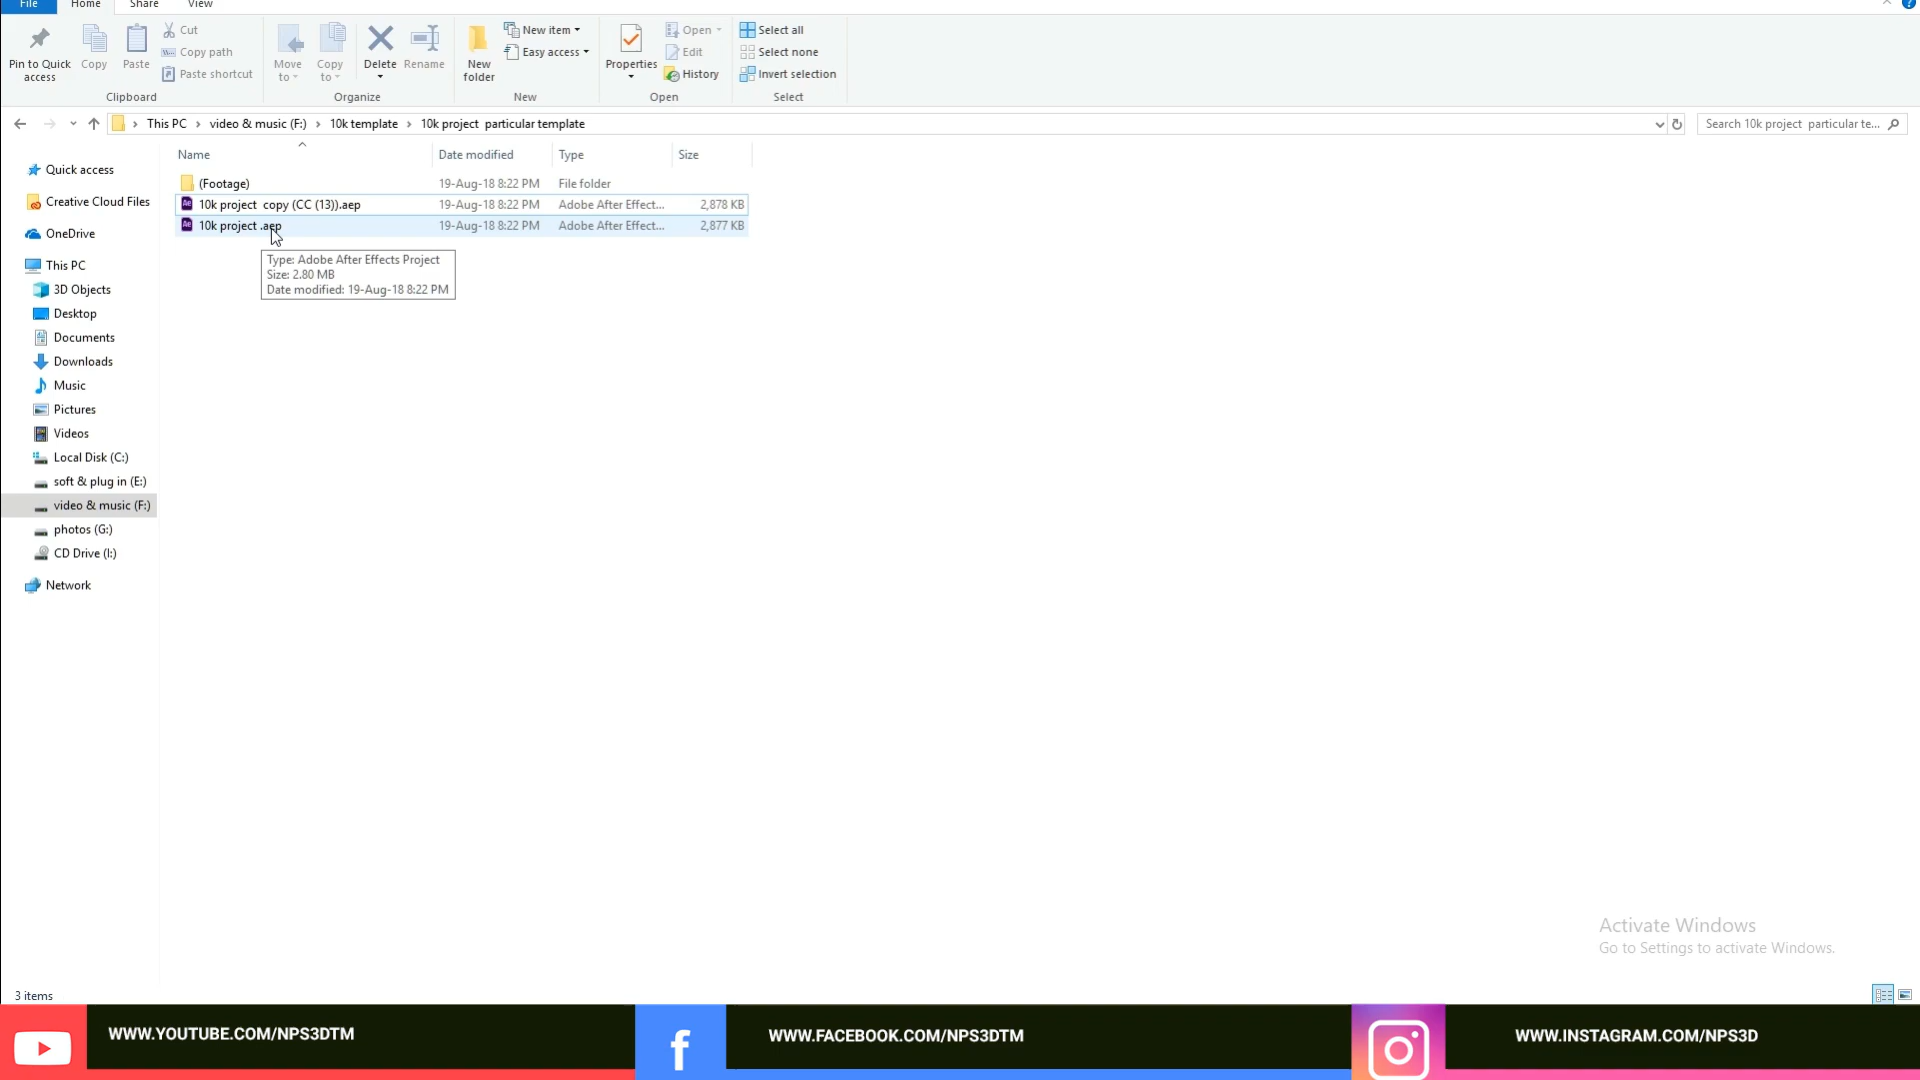 File Home Share View
Cut
Copy path
Paste shortcut
Pin to Quick access
Copy
Paste
Clipboard
Move to
Copy to
Delete
Rename
Organize
New folder
New item
Easy access
New
Properties
Open
Edit
History
Open
Select all
Select none
Invert selection
Select
This PC > video & music (F:) > 10k template > 10k project particular template
Search 10k project particular te...
Name Date modified Type Size
(Footage) 19-Aug-18 8:22 PM File folder
10k project copy (CC (13)).aep 19-Aug-18 8:22 PM Adobe After Effect... 2,878 KB
10k project .aep 19-Aug-18 8:22 PM Adobe After Effect... 2,877 KB
Type: Adobe After Effects Project
Size: 2.80 MB
Date modified: 19-Aug-18 8:22 PM
Quick access
Creative Cloud Files
OneDrive
This PC
3D Objects
Desktop
Documents
Downloads
Music
Pictures
Videos
Local Disk (C:)
soft & plug in (E:)
video & music (F:)
photos (G:)
CD Drive (I:)
Network
Activate Windows
Go to Settings to activate Windows.
3 items
WWW.YOUTUBE.COM/NPS3DTM
WWW.FACEBOOK.COM/NPS3DTM
WWW.INSTAGRAM.COM/NPS3D